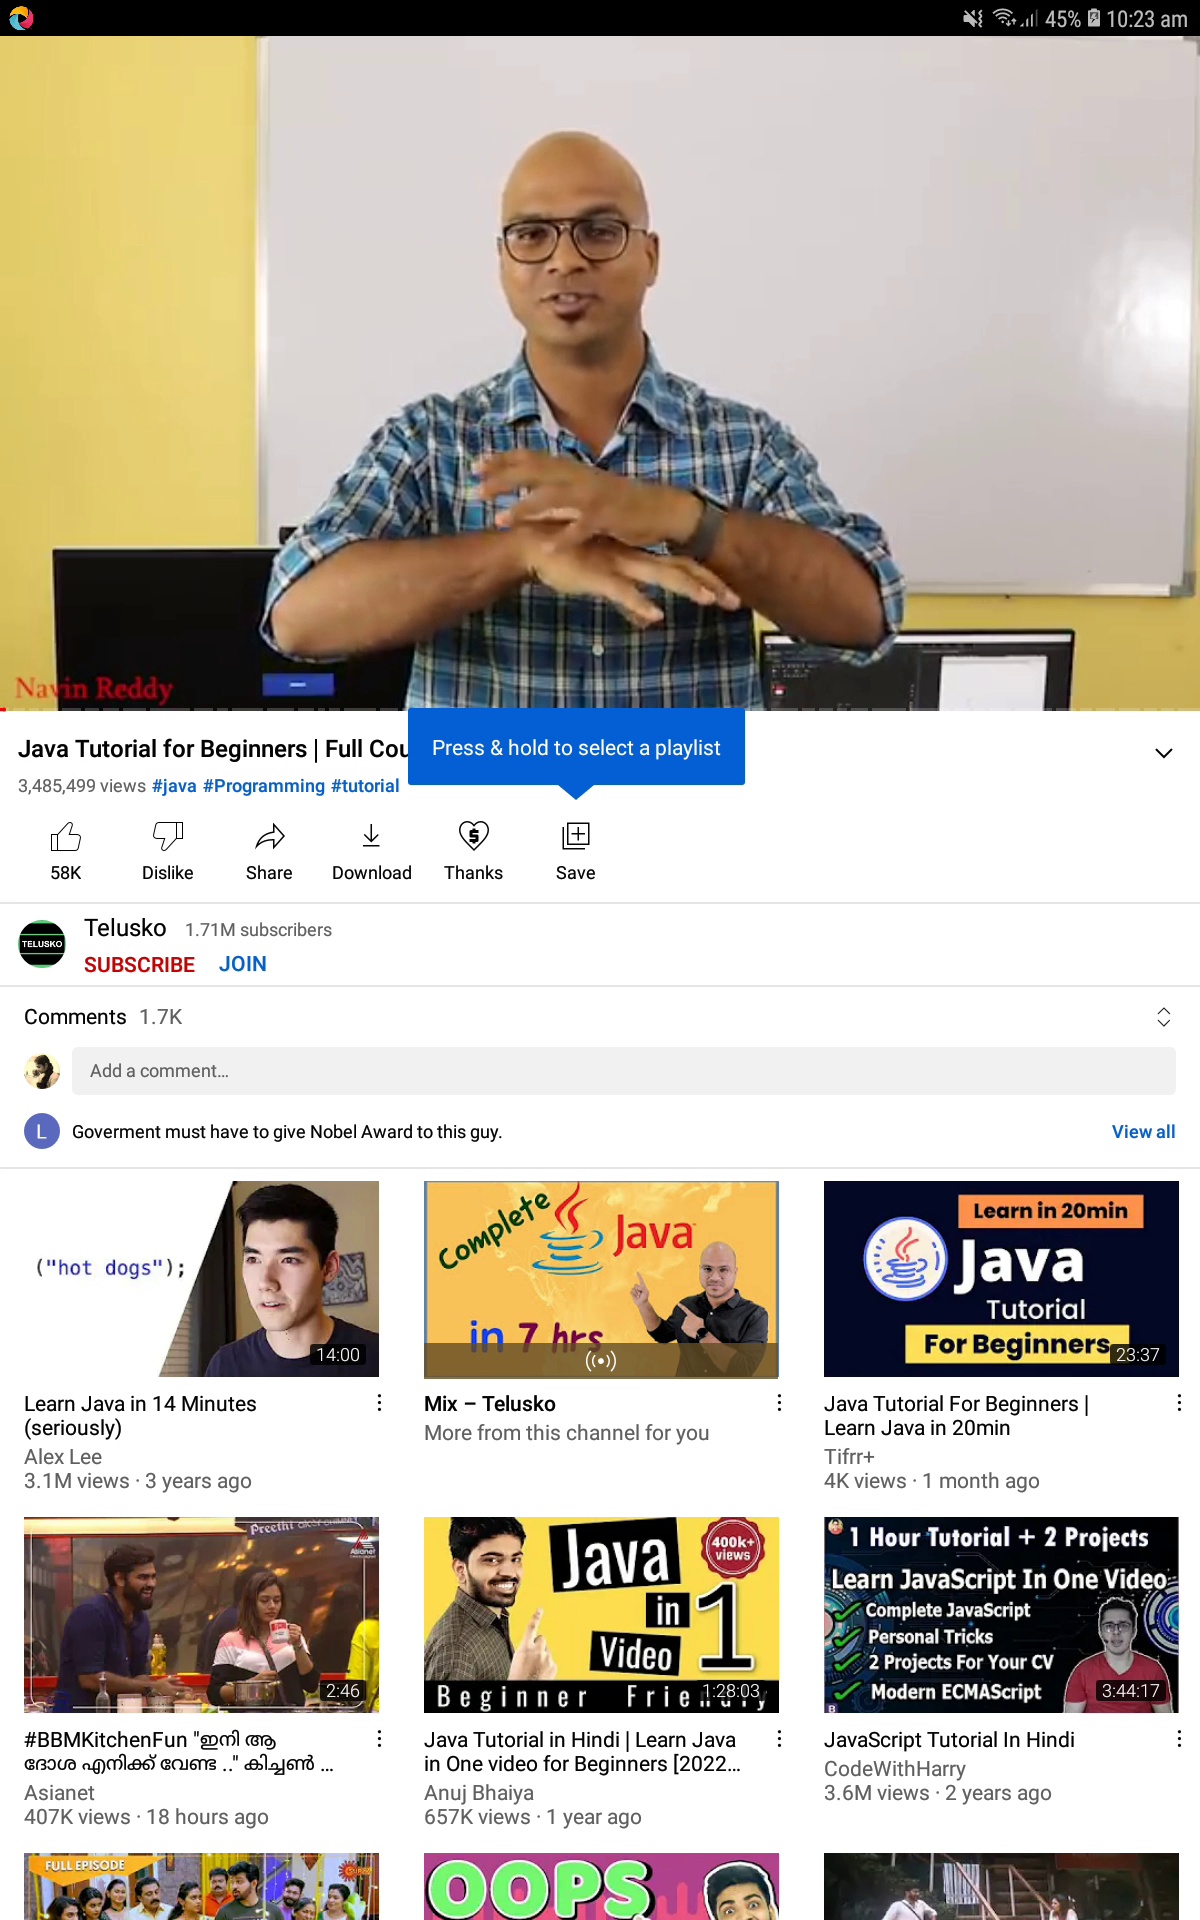 45% 10:23 am
Navin Reddy
Press & hold to select a playlist
Java Tutorial for Beginners | Full Cou
3,485,499 views #java #Programming #tutorial
58K Dislike Share Download Thanks Save
TELUSKO
Telusko 1.71M subscribers
SUBSCRIBE JOIN
Comments 1.7K
Add a comment...
L Goverment must have to give Nobel Award to this guy. View all
("hot dogs");
14:00
Learn Java in 14 Minutes
(seriously)
Alex Lee
3.1M views · 3 years ago
Complete
Java
in 7 hrs
Mix – Telusko
More from this channel for you
Learn in 20min
Java
Tutorial
For Beginners
23:37
Java Tutorial For Beginners |
Learn Java in 20min
Tifrr+
4K views · 1 month ago
Preethi
Asianet
2:46
#BBMKitchenFun "ഇനി ആ
ദോശ എനിക്ക് വേണ്ട .." കിച്ചൺ ...
Asianet
407K views · 18 hours ago
400k+
views
Java
in 1
Video
Beginner
1:28:03
Java Tutorial in Hindi | Learn Java
in One video for Beginners [2022...
Anuj Bhaiya
657K views · 1 year ago
1 Hour Tutorial + 2 Projects
Learn JavaScript In One Video
Complete JavaScript
Personal Tricks
2 Projects For Your CV
Modern ECMAScript
3:44:17
JavaScript Tutorial In Hindi
CodeWithHarry
3.6M views · 2 years ago
FULL EPISODE
OOPS